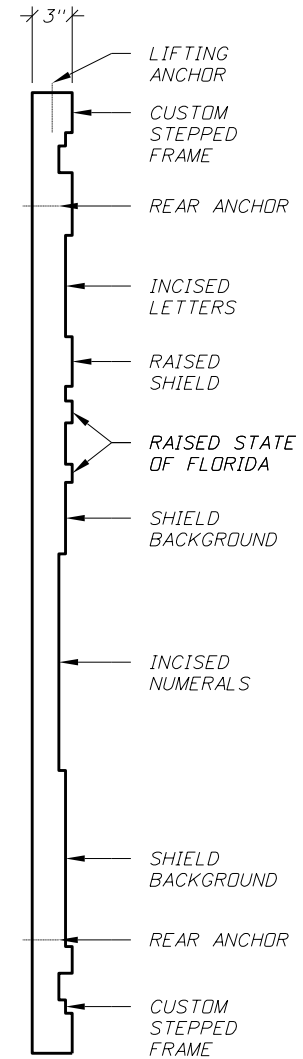 3"
LIFTING
ANCHOR
CUSTOM
STEPPED
FRAME
REAR ANCHOR
INCISED
LETTERS
RAISED
SHIELD
RAISED STATE
OF FLORIDA
SHIELD
BACKGROUND
INCISED
NUMERALS
SHIELD
BACKGROUND
REAR ANCHOR
CUSTOM
STEPPED
FRAME